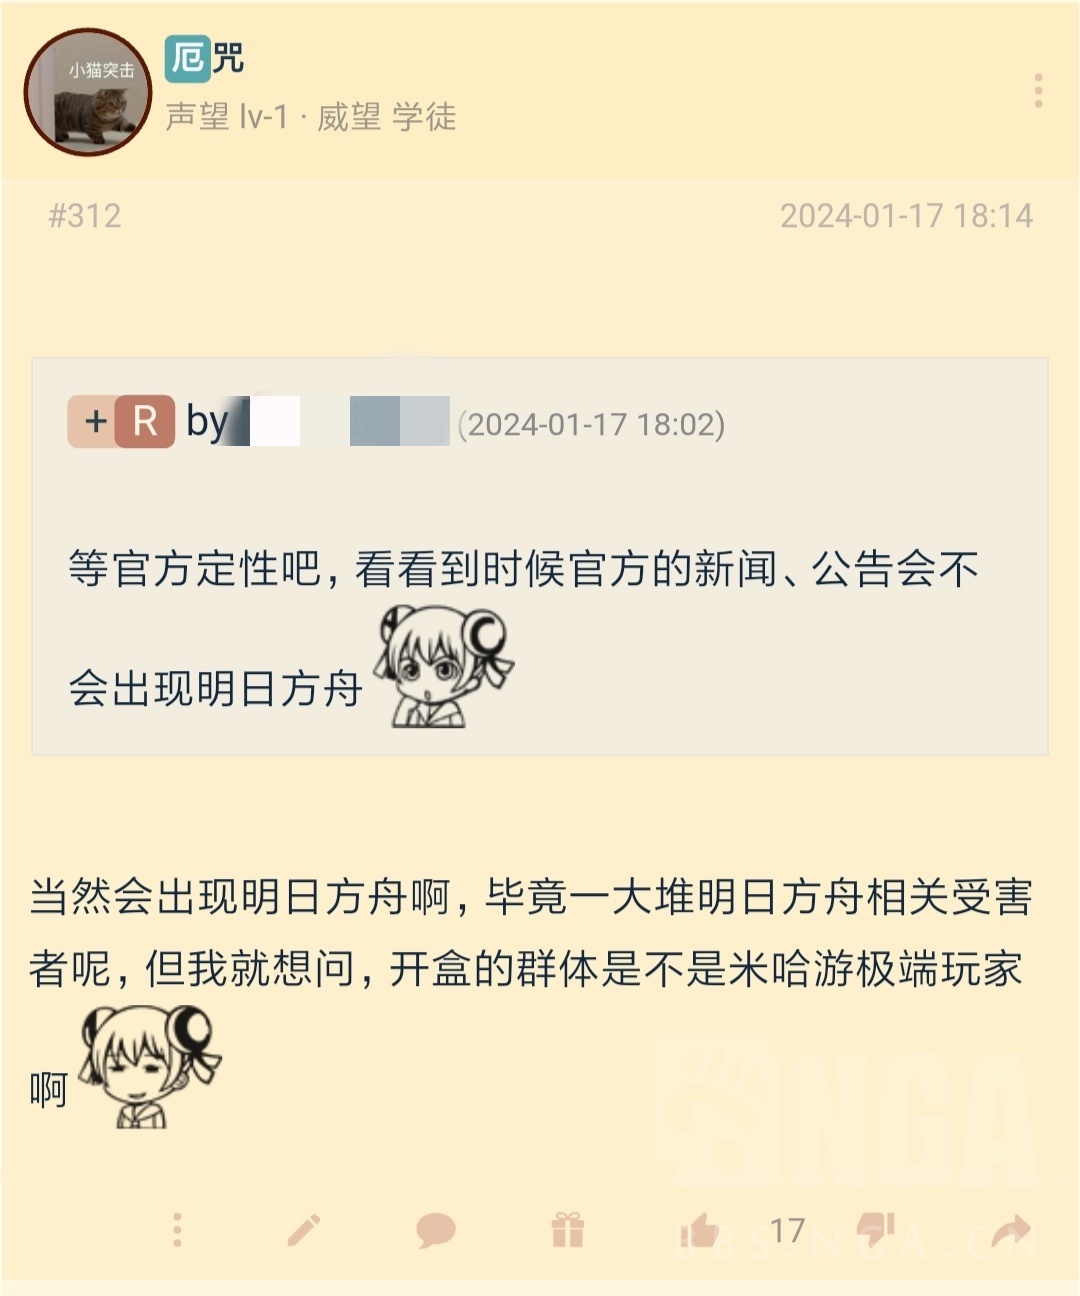 小猫突击
厄咒
声望 lv-1 · 威望 学徒
#312
2024-01-17 18:14
+ R by (2024-01-17 18:02)
等官方定性吧，看看到时候官方的新闻、公告会不
会出现明日方舟
当然会出现明日方舟啊，毕竟一大堆明日方舟相关受害
者呢，但我就想问，开盒的群体是不是米哈游极端玩家
啊
NGA
17
BBS.NGA.CN